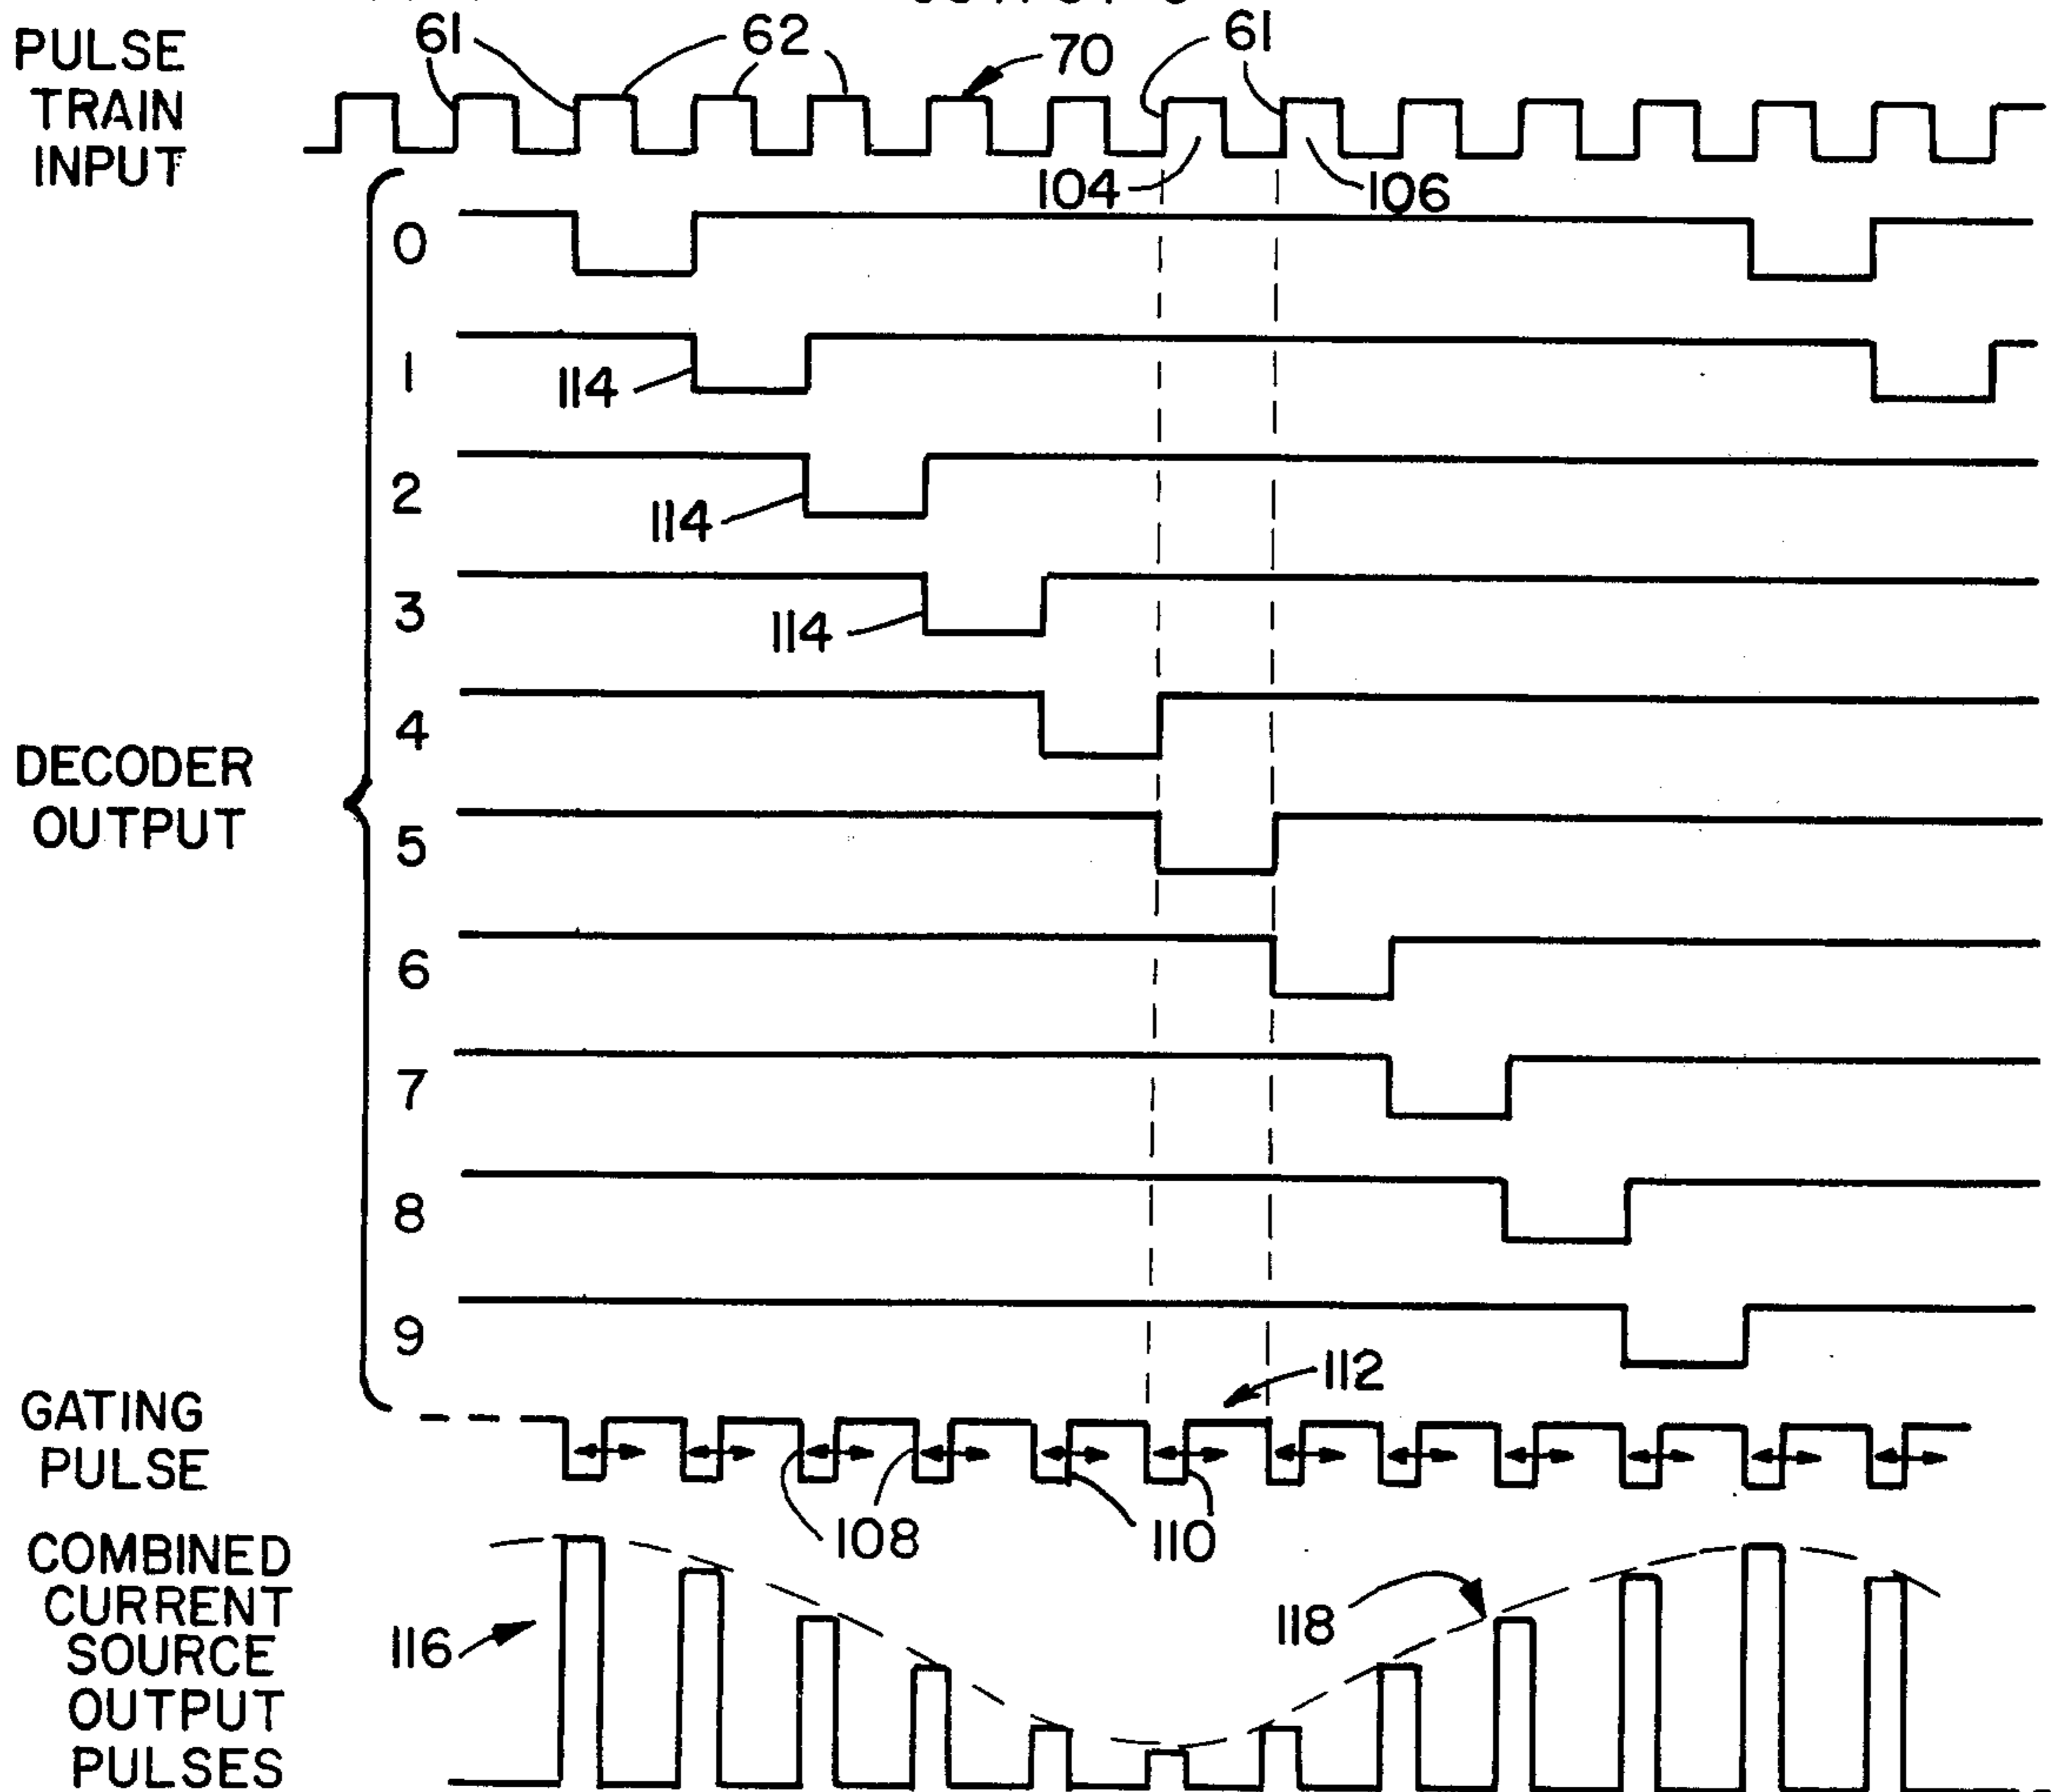 PULSE
TRAIN
INPUT
61
62
70
61
104
106
0
1
114
2
114
3
114
4
DECODER
OUTPUT
5
6
7
8
9
112
GATING
PULSE
108
110
COMBINED
CURRENT
SOURCE
OUTPUT
PULSES
116
118